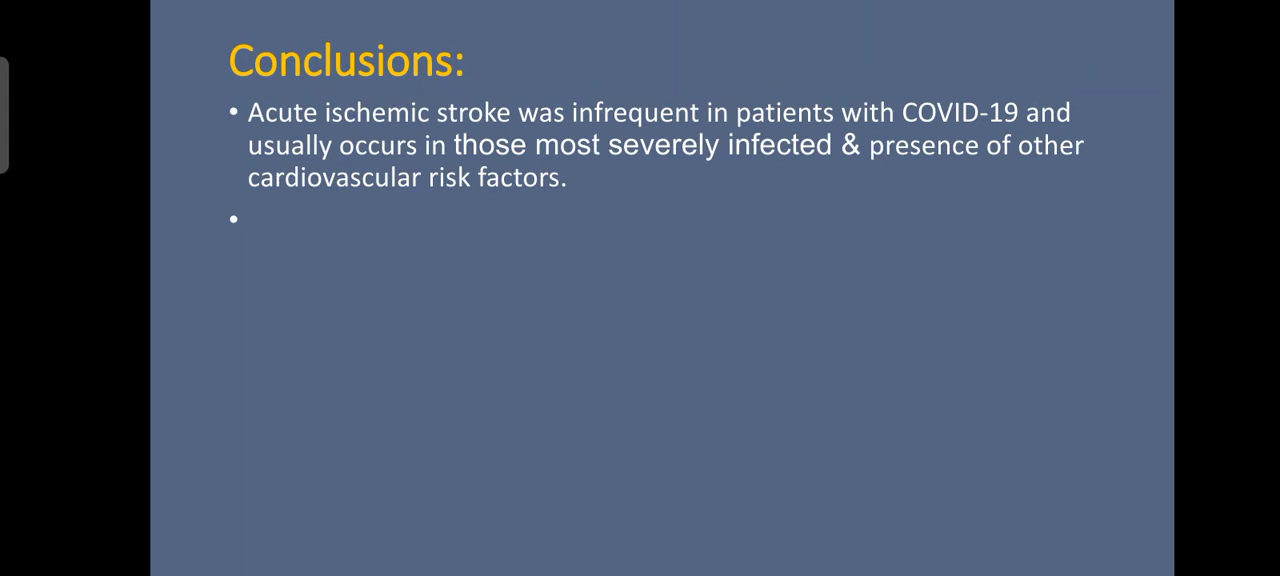 Conclusions:
• Acute ischemic stroke was infrequent in patients with COVID-19 and
usually occurs in those most severely infected & presence of other
cardiovascular risk factors.
•